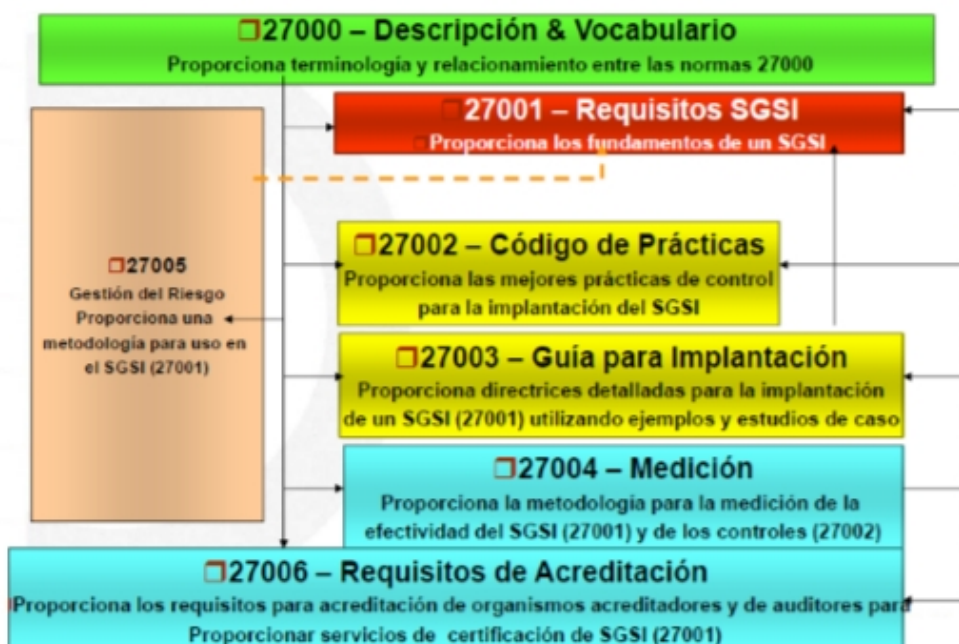 27000 – Descripción & Vocabulario
Proporciona terminología y relacionamiento entre las normas 27000
27001 – Requisitos SGSI
Proporciona los fundamentos de un SGSI
27005
Gestión del Riesgo
Proporciona una
metodología para uso en
el SGSI (27001)
27002 – Código de Prácticas
Proporciona las mejores prácticas de control
para la implantación del SGSI
27003 – Guía para Implantación
Proporciona directrices detalladas para la implantación
de un SGSI (27001) utilizando ejemplos y estudios de caso
27004 – Medición
Proporciona la metodología para la medición de la
efectividad del SGSI (27001) y de los controles (27002)
27006 – Requisitos de Acreditación
Proporciona los requisitos para acreditación de organismos acreditadores y de auditores para
Proporcionar servicios de certificación de SGSI (27001)